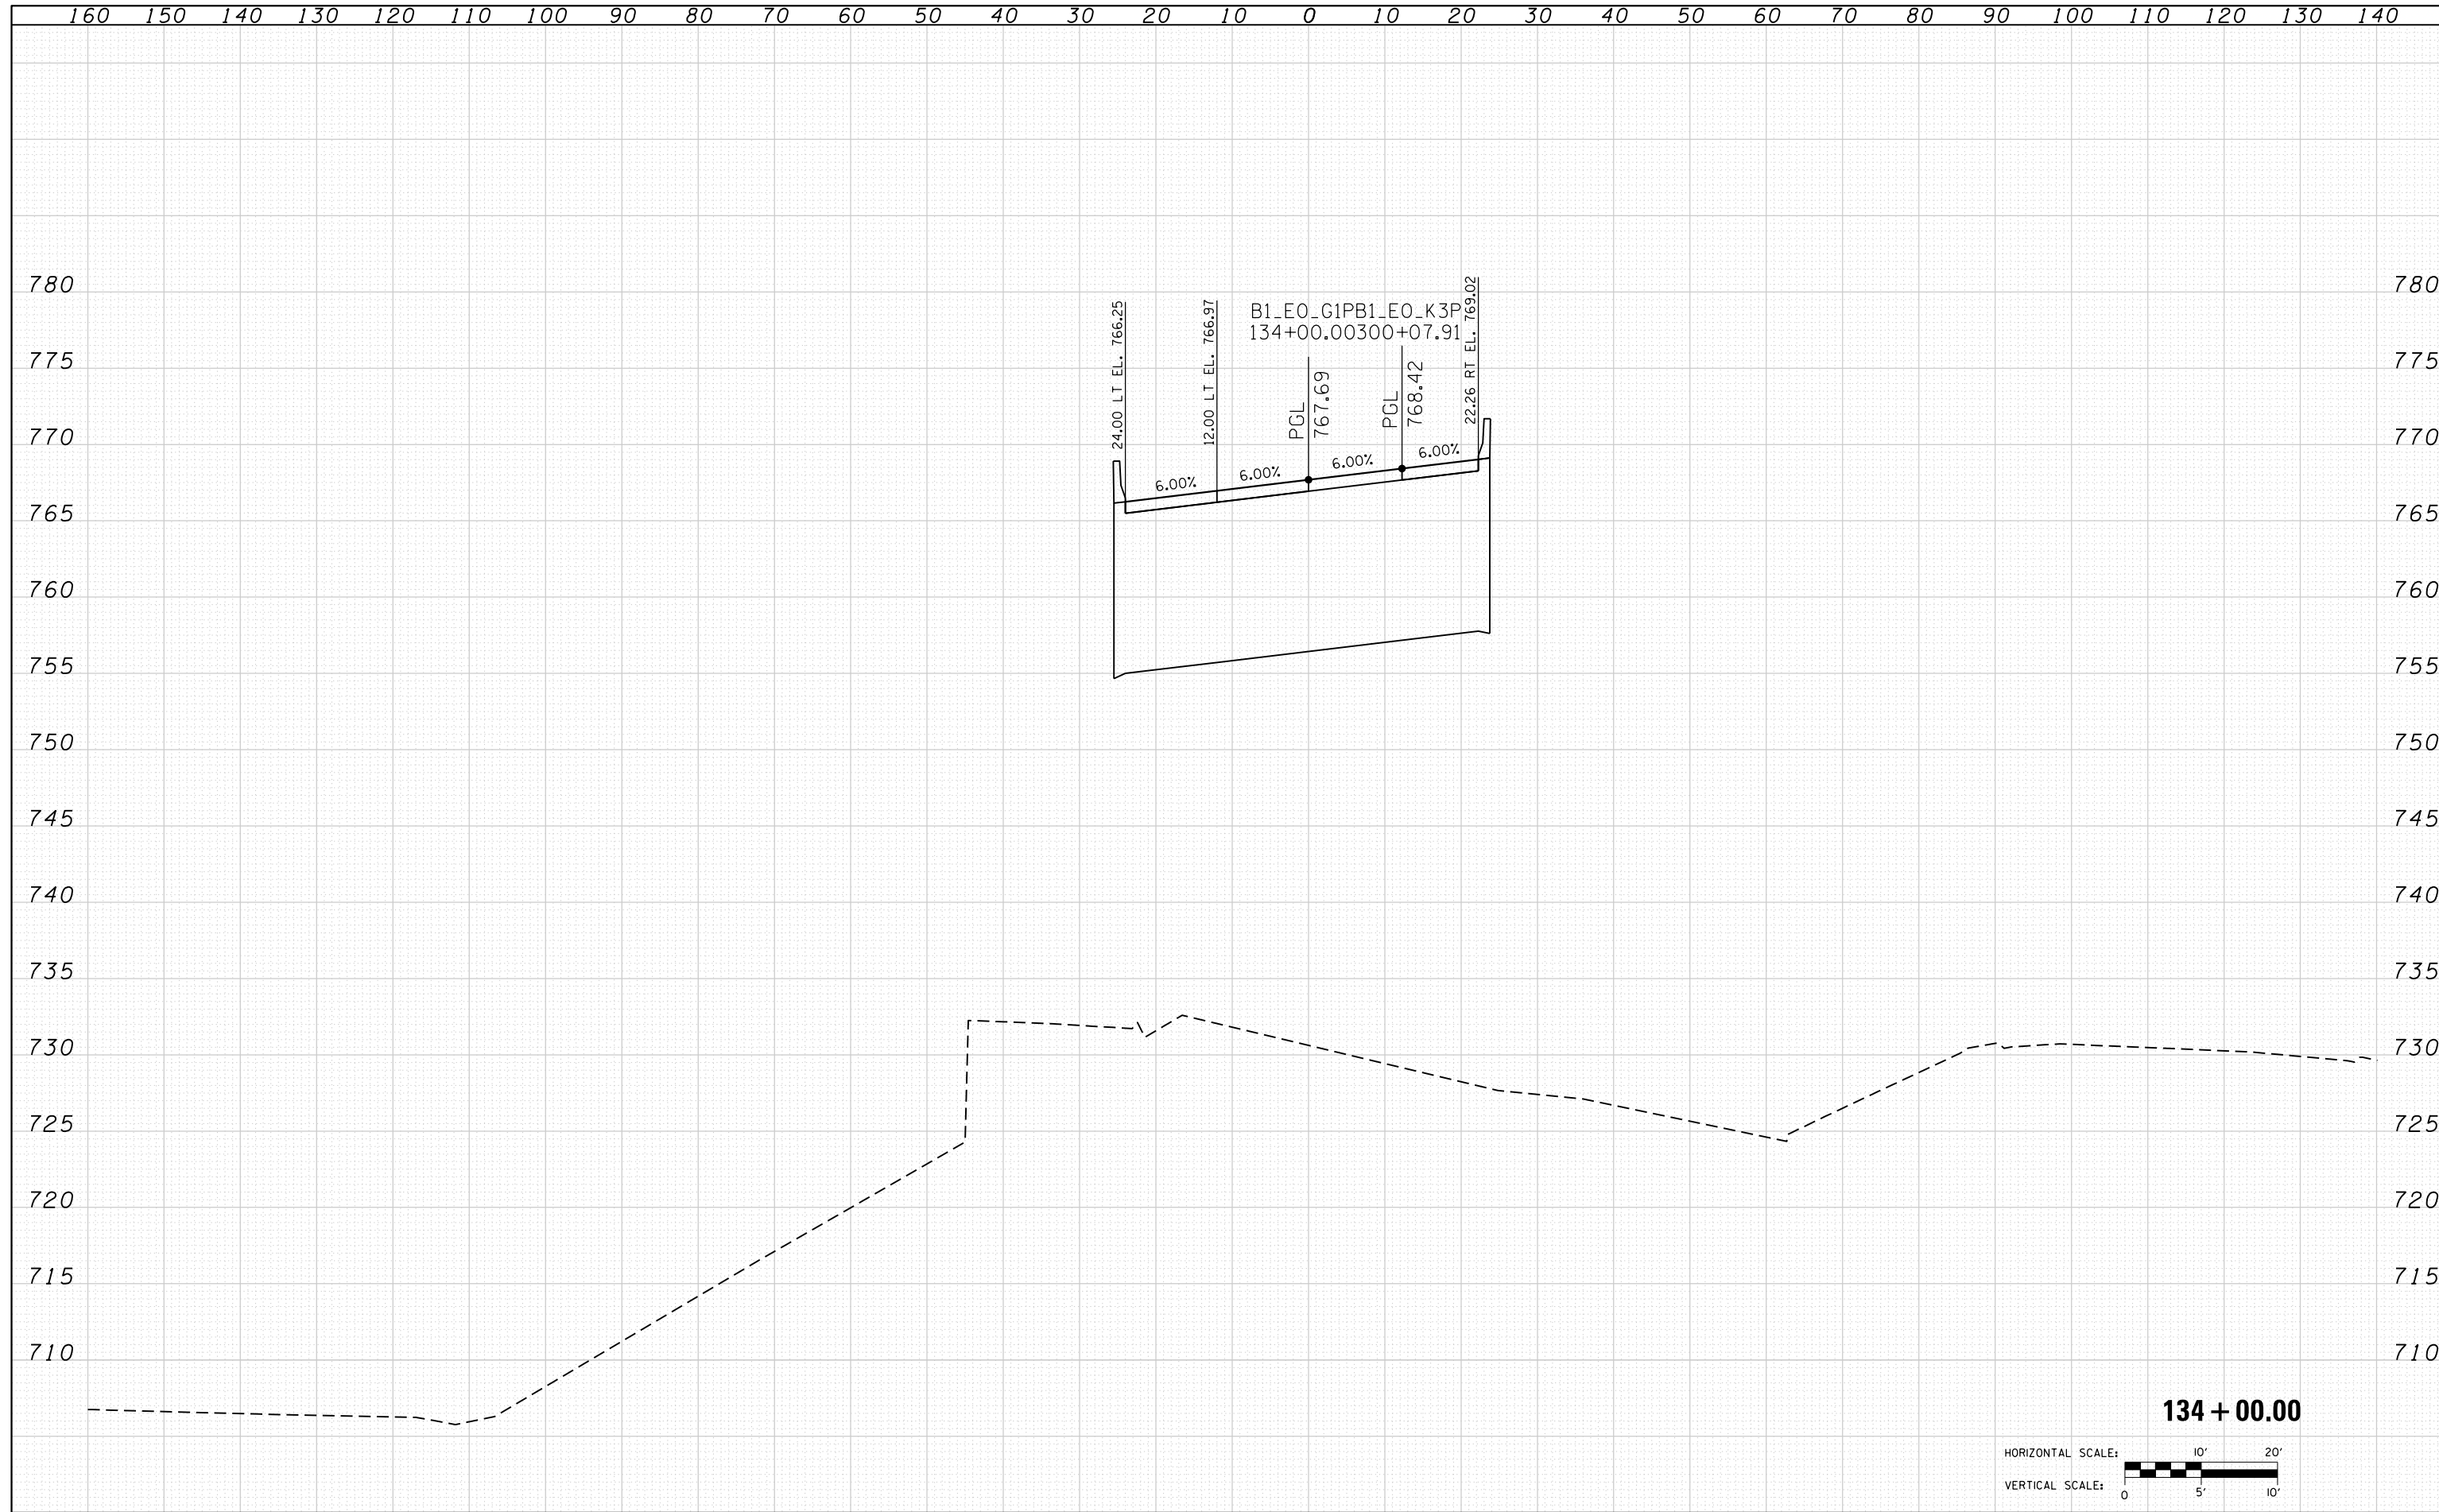 160 150 140 130 120 110 100 90 80 70 60 50 40 30 20 10 0 10 20 30 40 50 60 70 80 90 100 110 120 130 140
780 780
775 775
770 770
765 765
760 760
755 755
750 750
745 745
740 740
735 735
730 730
725 725
720 720
715 715
710 710
24.00 LT EL. 766.25
12.00 LT EL. 766.97
B1_EO_G1PB1_EO_K3P
134+00.00300+07.91
PGL
767.69
PGL
768.42
22.26 RT EL. 769.02
6.00% 6.00% 6.00% 6.00%
134+00.00
HORIZONTAL SCALE: 10' 20'
VERTICAL SCALE: 0 5' 10'